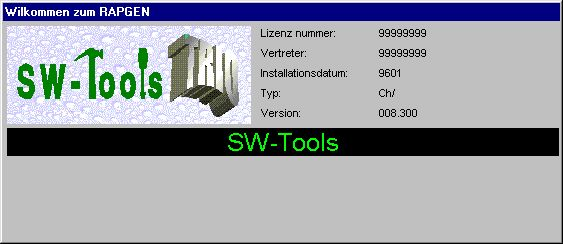 Wilkommen zum RAPGEN
SW-Tools TRIO
Lizenz nummer: 99999999
Vertreter: 99999999
Installationsdatum: 9601
Typ: Ch/
Version: 008.300
SW-Tools